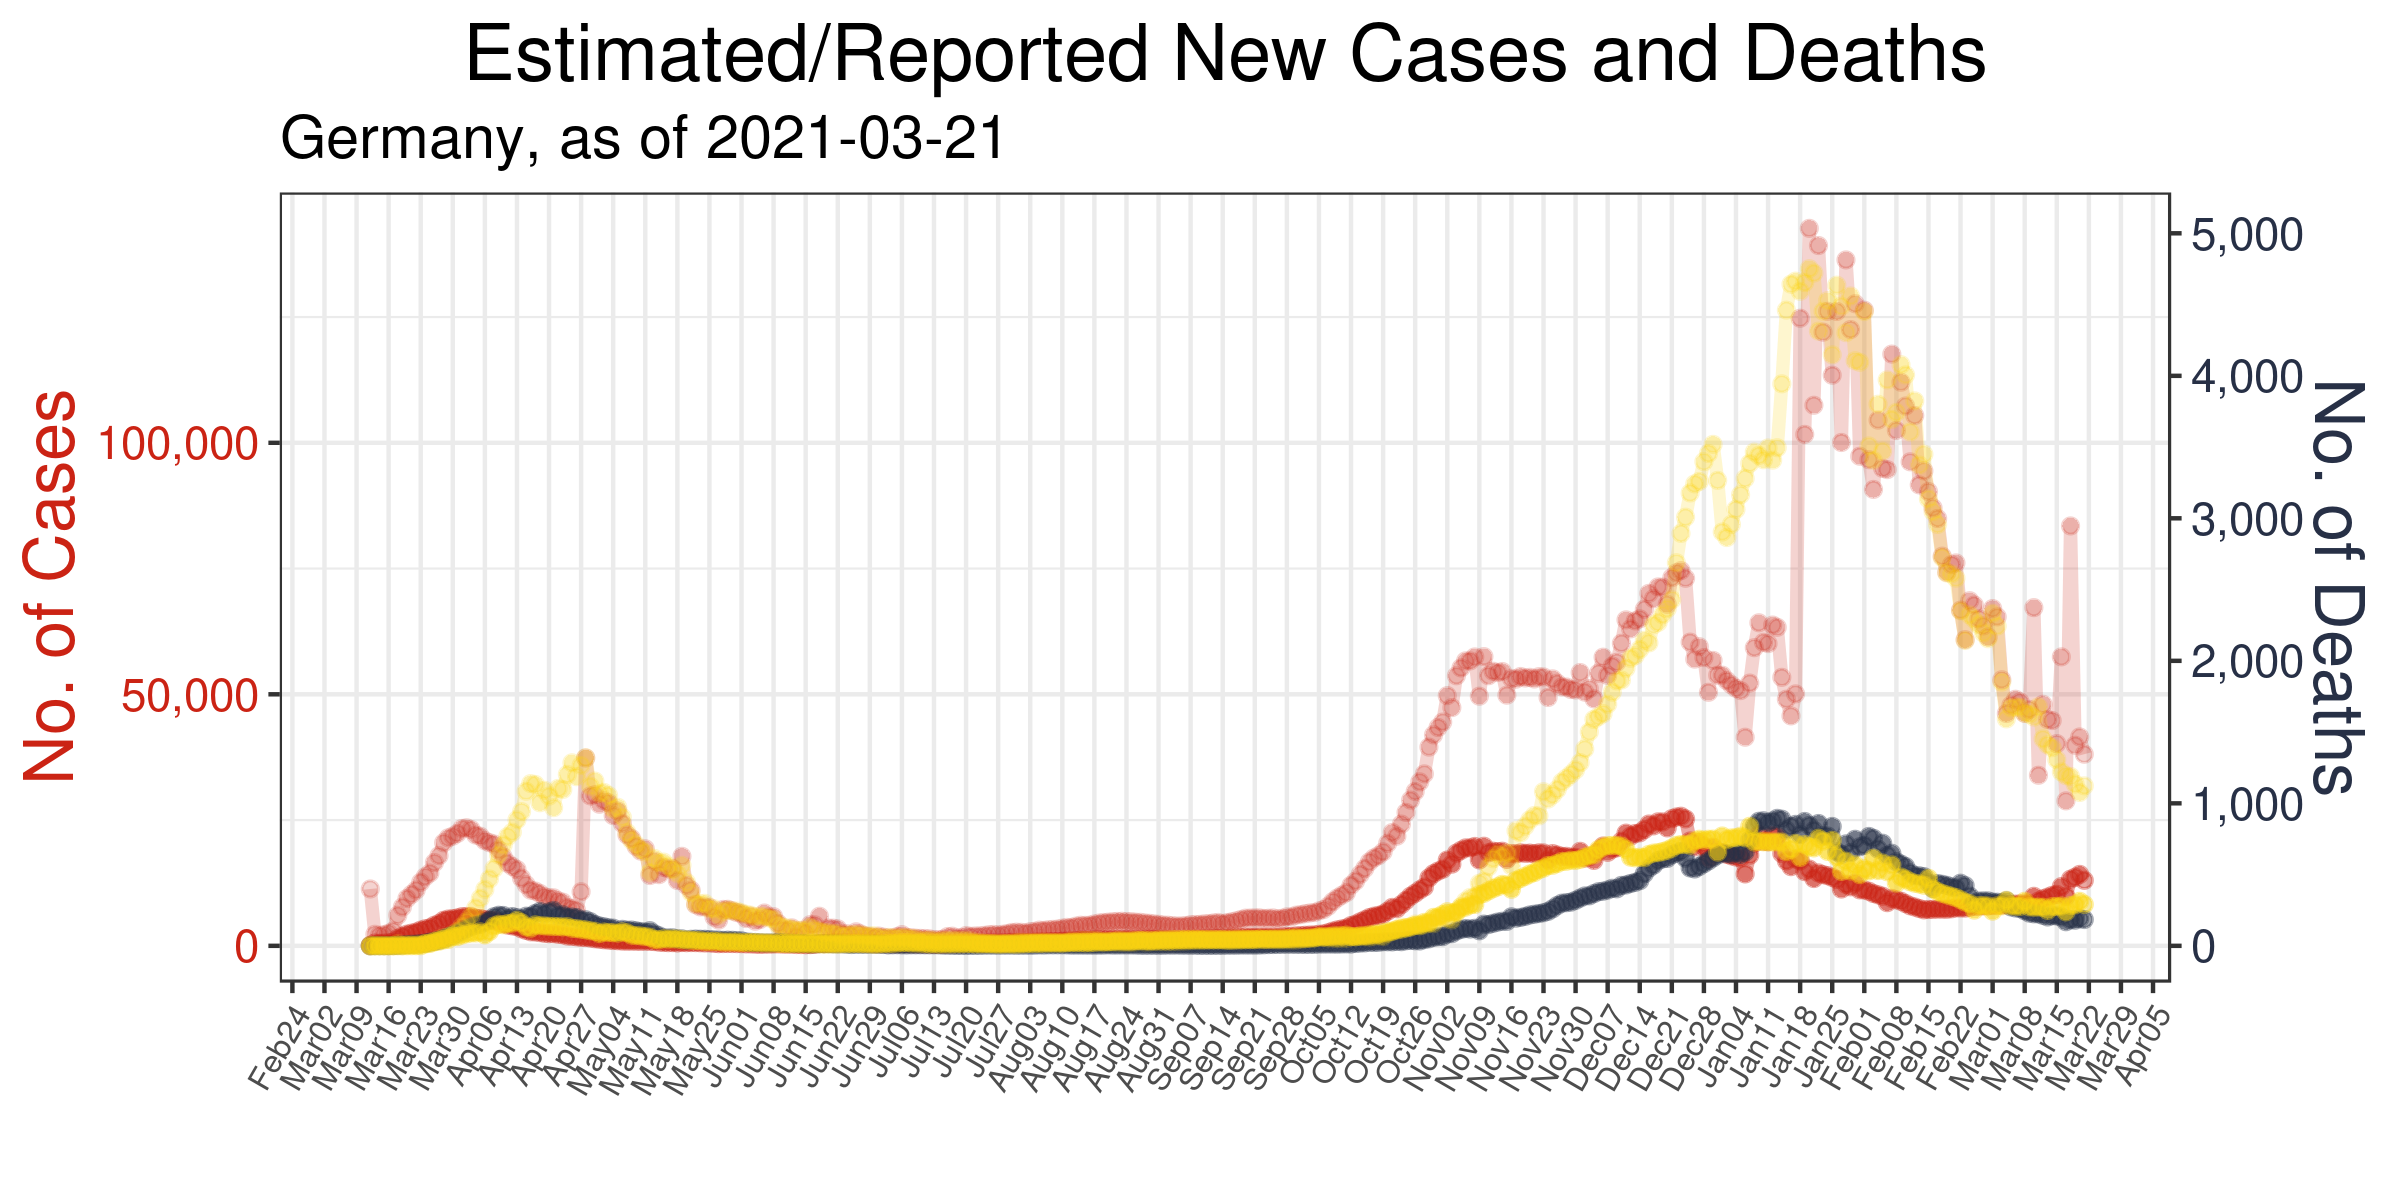 Estimated/Reported New Cases and Deaths
Germany, as of 2021-03-21
No. of Cases
100,000
50,000
0
5,000
4,000
3,000
2,000
1,000
0
No. of Deaths
Feb24
Mar02
Mar09
Mar16
Mar23
Mar30
Apr06
Apr13
Apr20
Apr27
May04
May11
May18
May25
Jun01
Jun08
Jun15
Jun22
Jun29
Jul06
Jul13
Jul20
Jul27
Aug03
Aug10
Aug17
Aug24
Aug31
Sep07
Sep14
Sep21
Sep28
Oct05
Oct12
Oct19
Oct26
Nov02
Nov09
Nov16
Nov23
Nov30
Dec07
Dec14
Dec21
Dec28
Jan04
Jan11
Jan18
Jan25
Feb01
Feb08
Feb15
Feb22
Mar01
Mar08
Mar15
Mar22
Mar29
Apr05